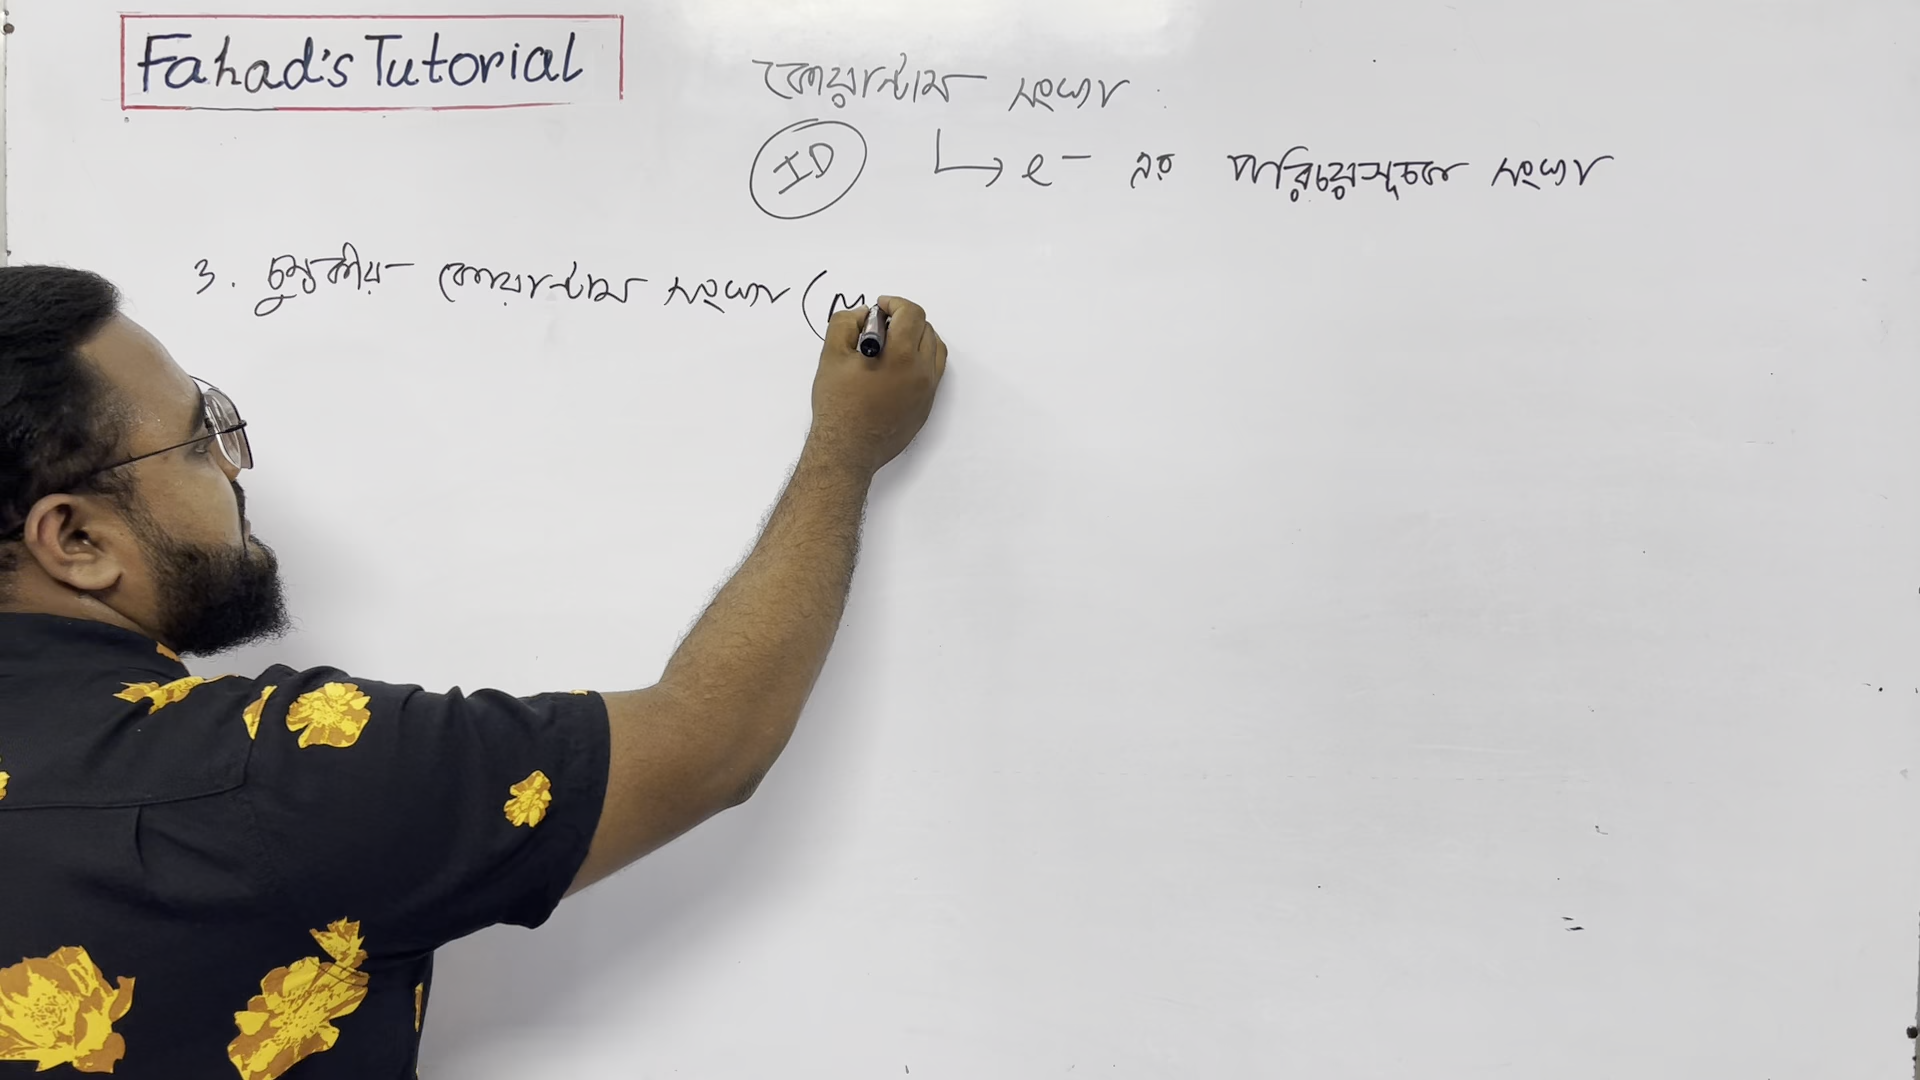 Fahad's Tutorial
কোয়ান্টাম সংখ্যা
ID
↳ e⁻ এর পরিচয়সূচক সংখ্যা
3. চুম্বকীয় কোয়ান্টাম সংখ্যা (m